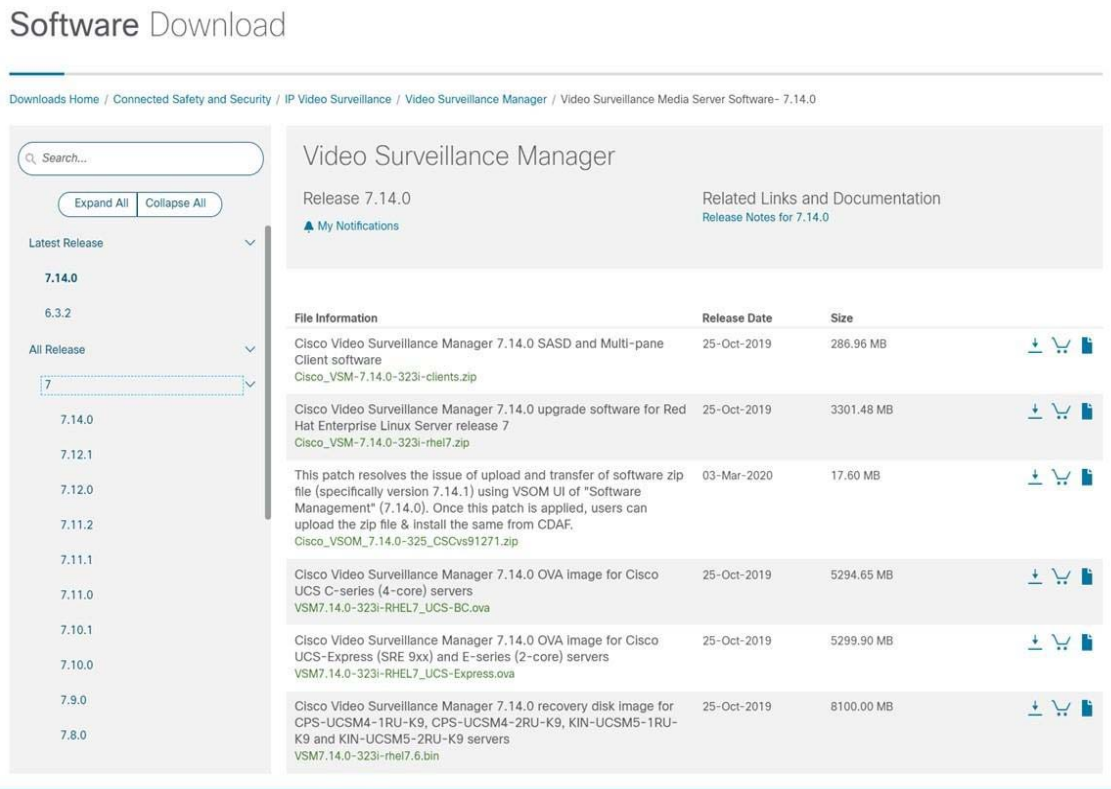 Software Download
Downloads Home / Connected Safety and Security / IP Video Surveillance / Video Surveillance Manager / Video Surveillance Media Server Software- 7.14.0
Search...
Expand All
Collapse All
Latest Release
7.14.0
6.3.2
All Release
7
7.14.0
7.12.1
7.12.0
7.11.2
7.11.1
7.11.0
7.10.1
7.10.0
7.9.0
7.8.0
Video Surveillance Manager
Release 7.14.0
My Notifications
Related Links and Documentation
Release Notes for 7.14.0
File Information Release Date Size
Cisco Video Surveillance Manager 7.14.0 SASD and Multi-pane 25-Oct-2019 286.96 MB
Client software
Cisco_VSM-7.14.0-323i-clients.zip
Cisco Video Surveillance Manager 7.14.0 upgrade software for Red 25-Oct-2019 3301.48 MB
Hat Enterprise Linux Server release 7
Cisco_VSM-7.14.0-323i-rhel7.zip
This patch resolves the issue of upload and transfer of software zip 03-Mar-2020 17.60 MB
file (specifically version 7.14.1) using VSOM UI of "Software
Management" (7.14.0). Once this patch is applied, users can
upload the zip file & install the same from CDAF.
Cisco_VSOM_7.14.0-325_CSCvs91271.zip
Cisco Video Surveillance Manager 7.14.0 OVA image for Cisco 25-Oct-2019 5294.65 MB
UCS C-series (4-core) servers
VSM7.14.0-323i-RHEL7_UCS-BC.ova
Cisco Video Surveillance Manager 7.14.0 OVA image for Cisco 25-Oct-2019 5299.90 MB
UCS-Express (SRE 9xx) and E-series (2-core) servers
VSM7.14.0-323i-RHEL7_UCS-Express.ova
Cisco Video Surveillance Manager 7.14.0 recovery disk image for 25-Oct-2019 8100.00 MB
CPS-UCSM4-1RU-K9, CPS-UCSM4-2RU-K9, KIN-UCSM5-1RU-
K9 and KIN-UCSM5-2RU-K9 servers
VSM7.14.0-323i-rhel7.6.bin